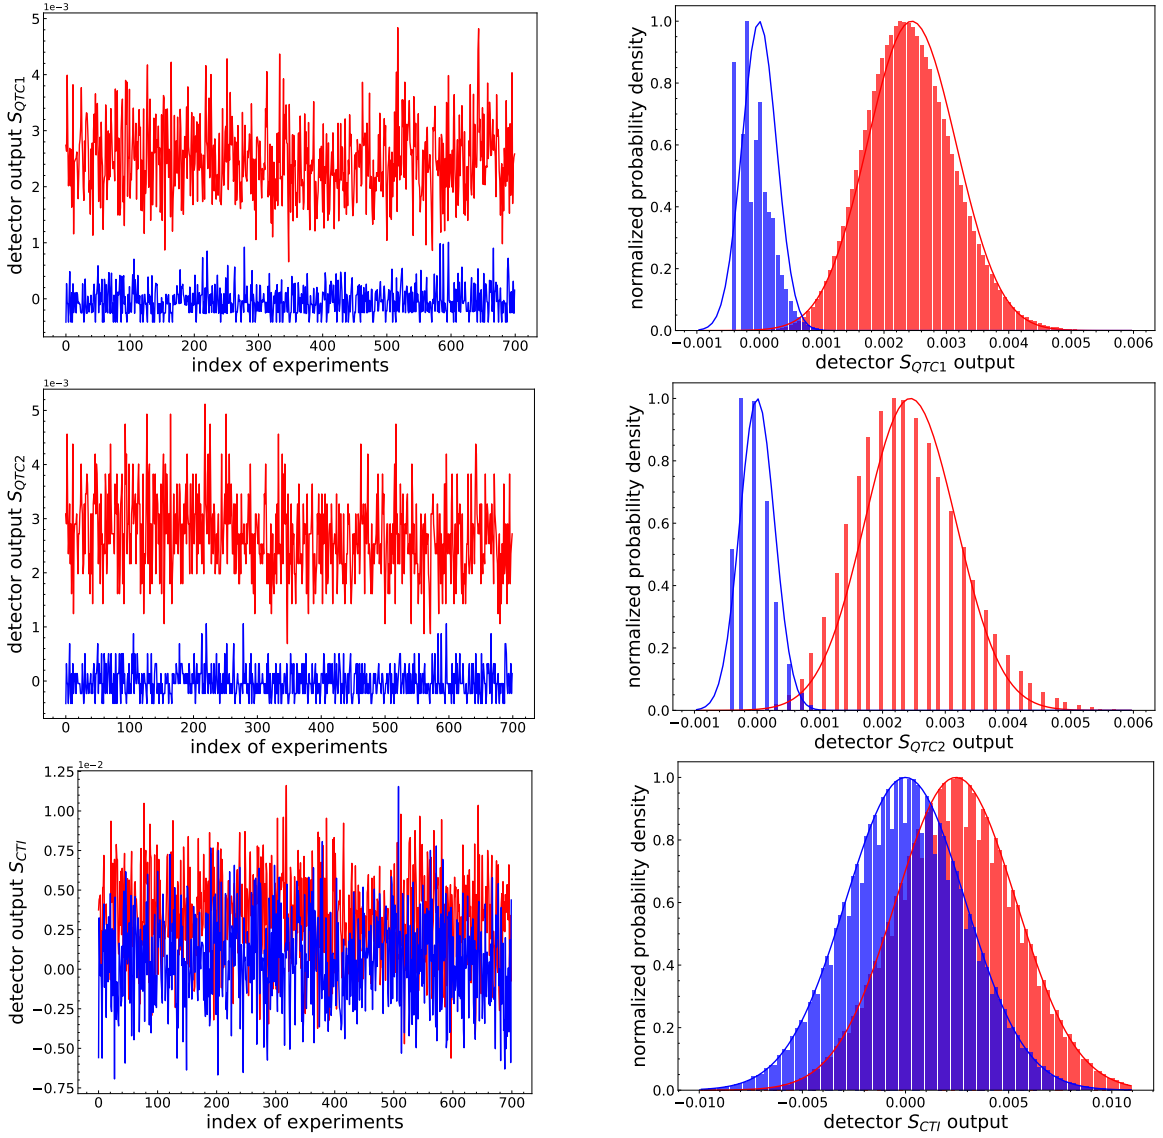 1e−3
5
4
3
2
1
0
detector output S_QTC1
0 100 200 300 400 500 600 700
index of experiments
1.0
0.8
0.6
0.4
0.2
0.0
normalized probability density
−0.001 0.000 0.001 0.002 0.003 0.004 0.005 0.006
detector S_QTC1 output
1e−3
5
4
3
2
1
0
detector output S_QTC2
0 100 200 300 400 500 600 700
index of experiments
1.0
0.8
0.6
0.4
0.2
0.0
normalized probability density
−0.001 0.000 0.001 0.002 0.003 0.004 0.005 0.006
detector S_QTC2 output
1e−2
1.25
1.00
0.75
0.50
0.25
0.00
−0.25
−0.50
−0.75
detector output S_CTI
0 100 200 300 400 500 600 700
index of experiments
1.0
0.8
0.6
0.4
0.2
0.0
normalized probability density
−0.010 −0.005 0.000 0.005 0.010
detector S_CTI output